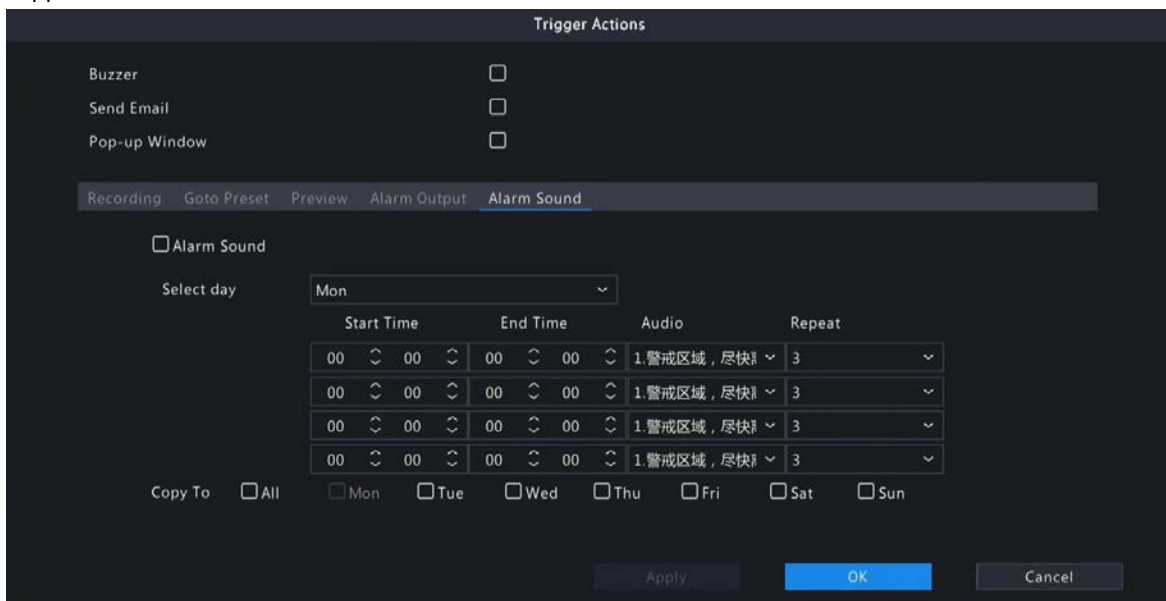 Trigger Actions
Buzzer
Send Email
Pop-up Window
Recording Goto Preset Preview Alarm Output Alarm Sound
Alarm Sound
Select day Mon
Start Time End Time Audio Repeat
00 00 00 00 1.警戒区域，尽快 3
00 00 00 00 1.警戒区域，尽快 3
00 00 00 00 1.警戒区域，尽快 3
00 00 00 00 1.警戒区域，尽快 3
Copy To All Mon Tue Wed Thu Fri Sat Sun
Apply OK Cancel